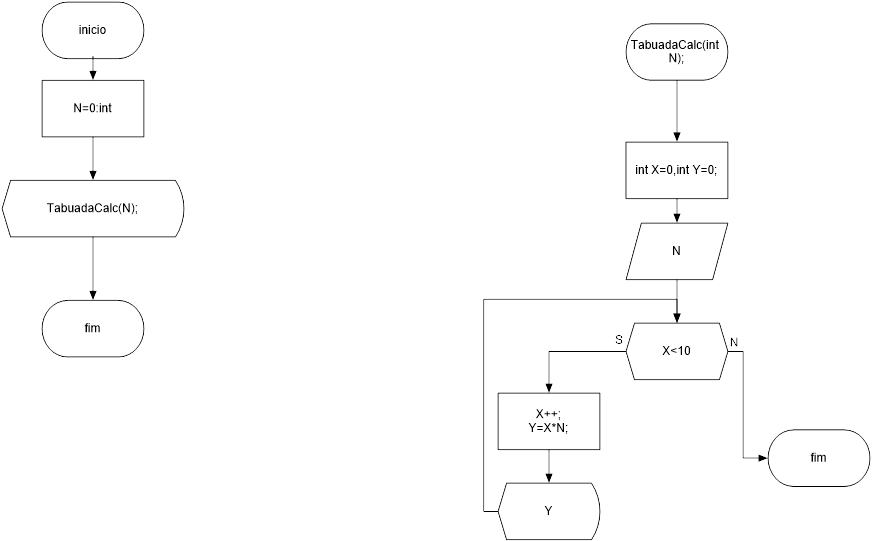 inicio
N=0:int
TabuadaCalc(N);
fim
TabuadaCalc(int
N);
int X=0,int Y=0;
N
X<10
S
N
X++;
Y=X*N;
Y
fim